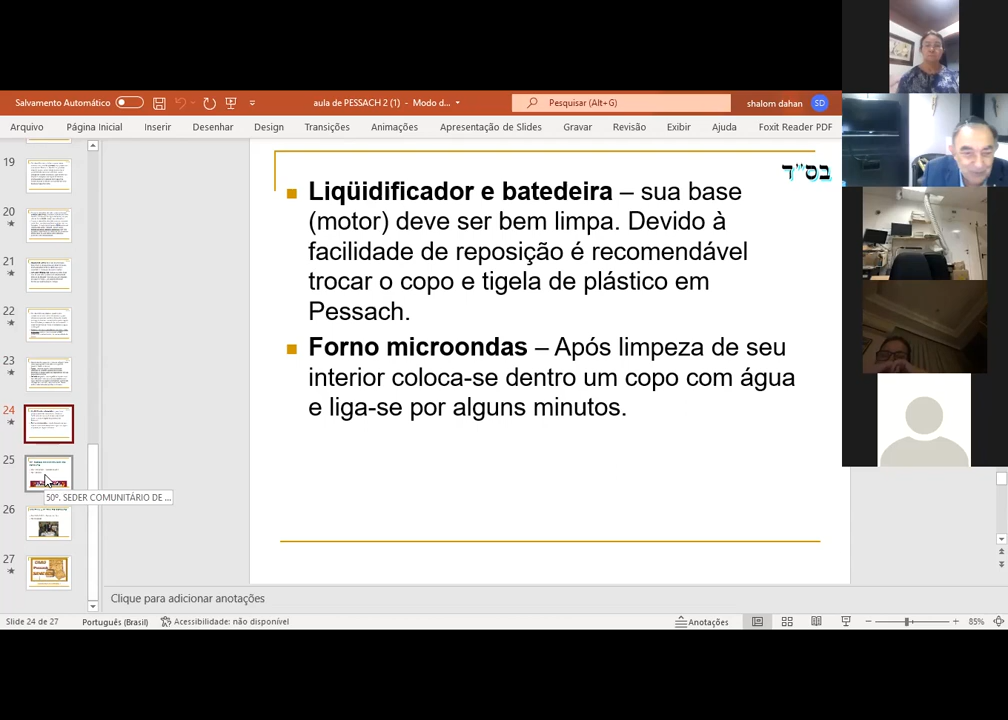 Salvamento Automático
aula de PESSACH 2 (1) - Modo d...
Pesquisar (Alt+G)
shalom dahan
SD
Arquivo
Página Inicial
Inserir
Desenhar
Design
Transições
Animações
Apresentação de Slides
Gravar
Revisão
Exibir
Ajuda
Foxit Reader PDF
19
20
21
22
23
24
25
26
27
50º. SEDER COMUNITÁRIO DE ...
בס"ד
Liqüidificador e batedeira – sua base
(motor) deve ser bem limpa. Devido à
facilidade de reposição é recomendável
trocar o copo e tigela de plástico em
Pessach.
Forno microondas – Após limpeza de seu
interior coloca-se dentro um copo com água
e liga-se por alguns minutos.
Clique para adicionar anotações
Slide 24 de 27
Português (Brasil)
Acessibilidade: não disponível
Anotações
85%